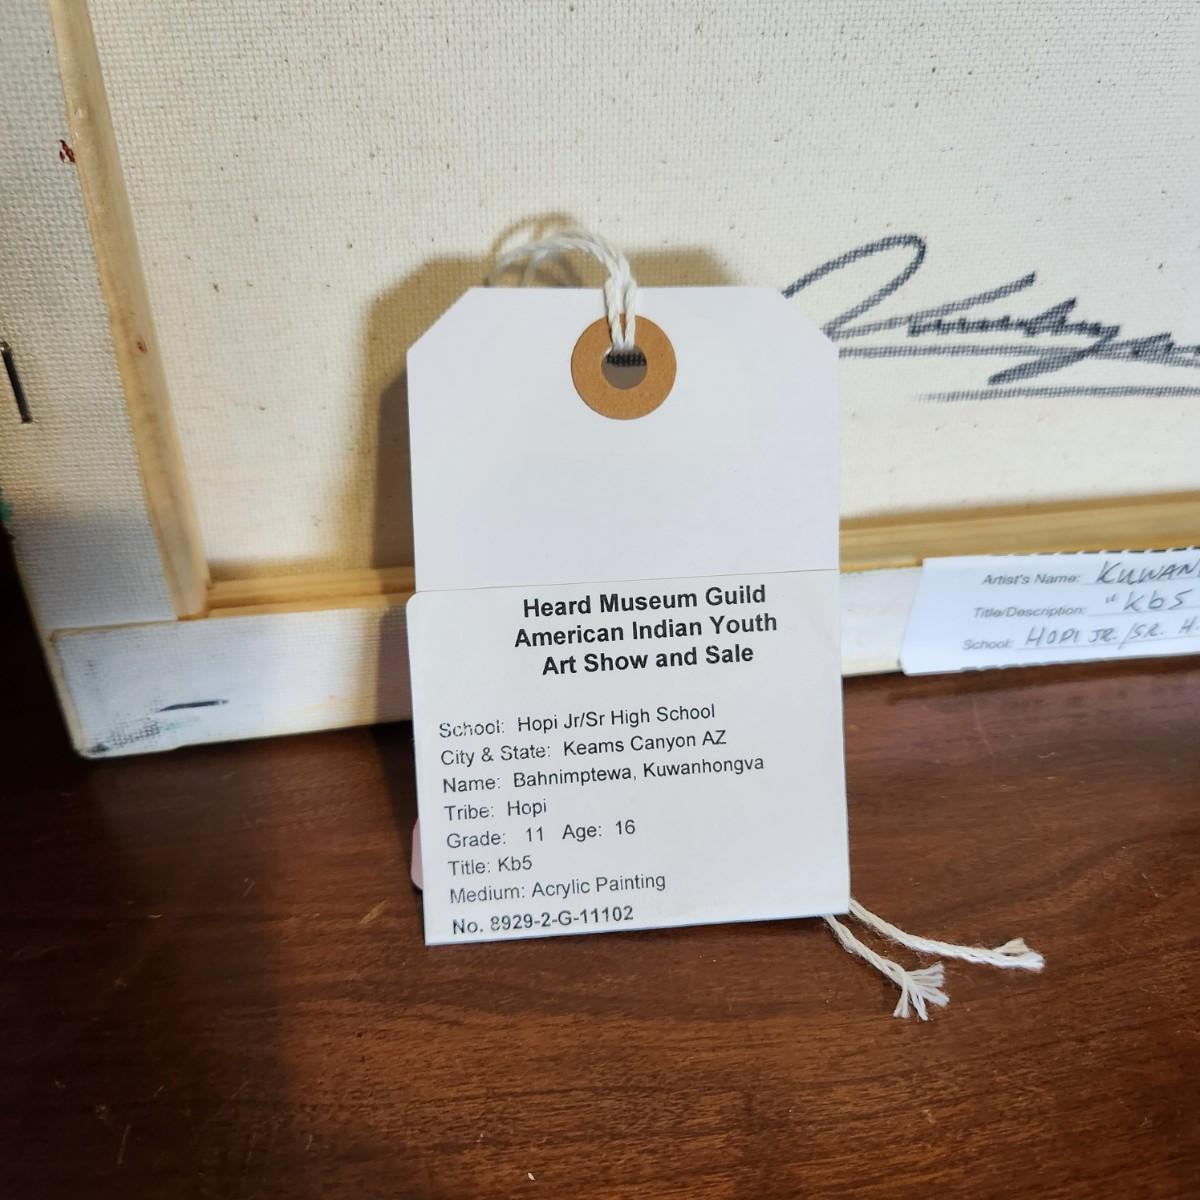 Heard Museum Guild
American Indian Youth
Art Show and Sale
School: Hopi Jr/Sr High School
City & State: Keams Canyon AZ
Name: Bahnimptewa, Kuwanhongva
Tribe: Hopi
Grade: 11 Age: 16
Title: Kb5
Medium: Acrylic Painting
No. 8929-2-G-11102
Artist's Name: KUWAN
Title/Description: "Kb5
School: HOPI JR./SR. H